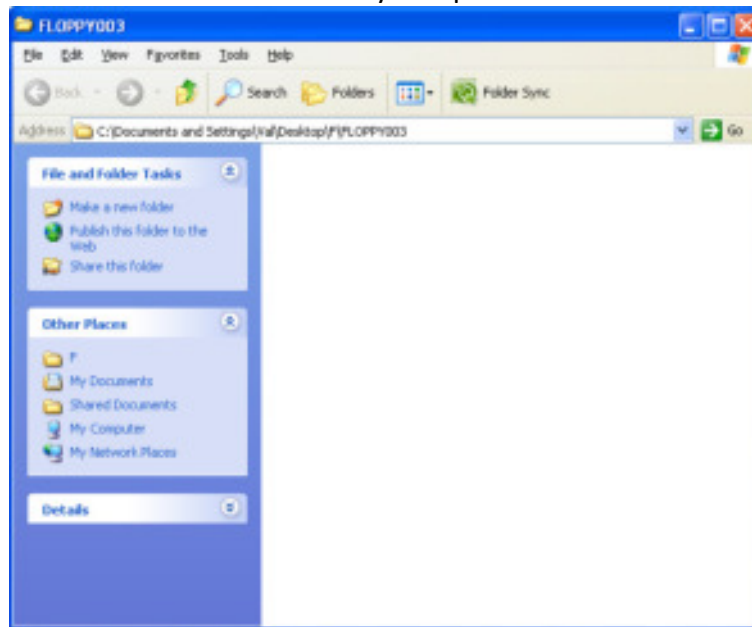 FLOPPY003
File Edit View Favorites Tools Help
Back Search Folders Folder Sync
Address C:\Documents and Settings\Val\Desktop\F\FLOPPY003 Go
File and Folder Tasks
Make a new folder
Publish this folder to the
Web
Share this folder
Other Places
F
My Documents
Shared Documents
My Computer
My Network Places
Details